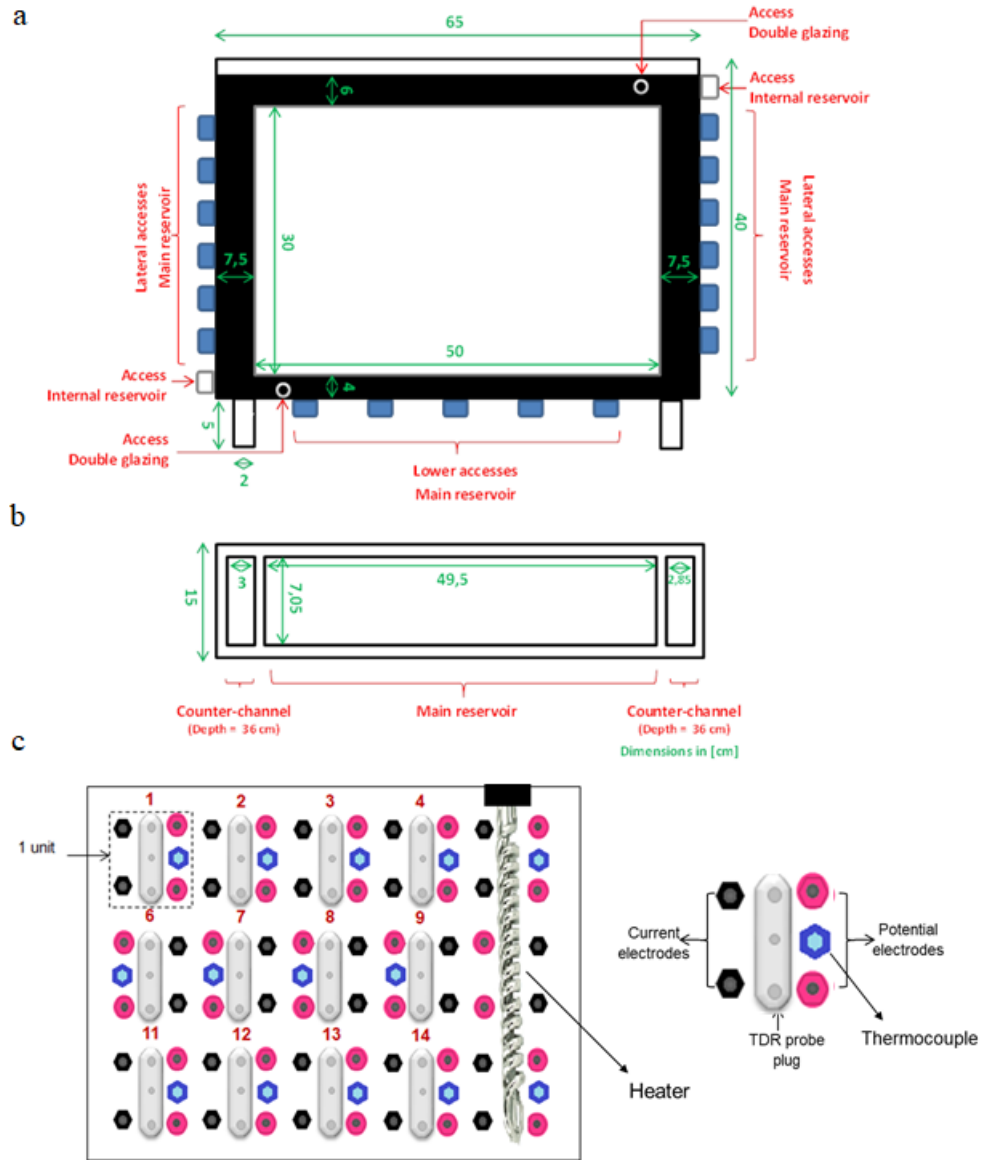 a
65
Access
Double glazing
Access
Internal reservoir
6
Lateral accesses
Main reservoir
30
40
Lateral accesses
Main reservoir
7,5
7,5
50
4
Access
Internal reservoir
5
Access
Double glazing
2
Lower accesses
Main reservoir
b
15
3
7,05
49,5
2,85
Counter-channel
(Depth = 36 cm)
Main reservoir
Counter-channel
(Depth = 36 cm)
Dimensions in [cm]
c
1
2
3
4
1 unit
6
7
8
9
11
12
13
14
Heater
Current
electrodes
Potential
electrodes
TDR probe
plug
Thermocouple